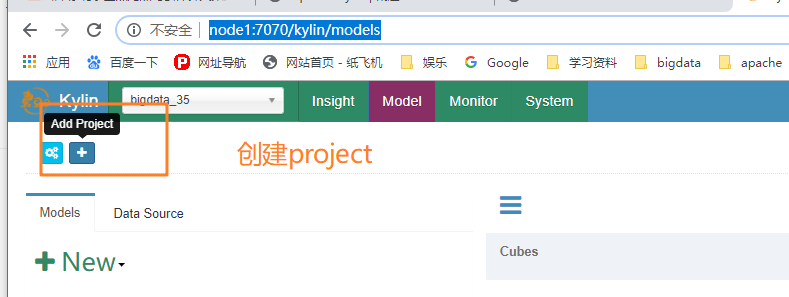 不安全 node1:7070/kylin/models
应用 百度一下 网址导航 网站首页 - 纸飞机 娱乐 Google 学习资料 bigdata apache
Kylin bigdata_35 Insight Model Monitor System
Add Project
创建project
Models Data Source
New
Cubes